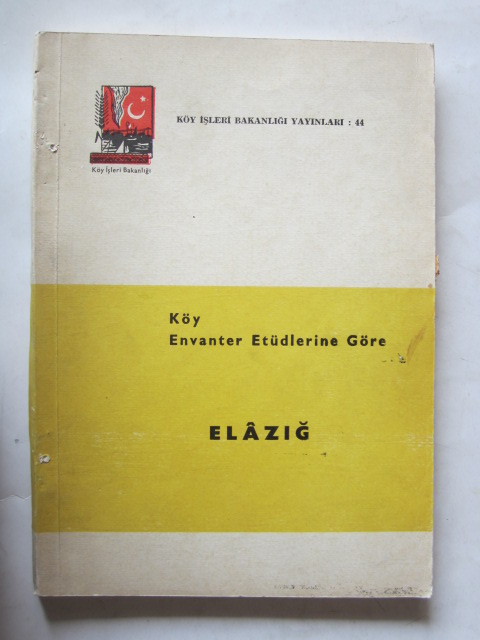 KÖY İŞLERİ BAKANLIĞI YAYINLARI : 44
Köy İşleri Bakanlığı
Köy
Envanter Etüdlerine Göre
ELÂZIĞ